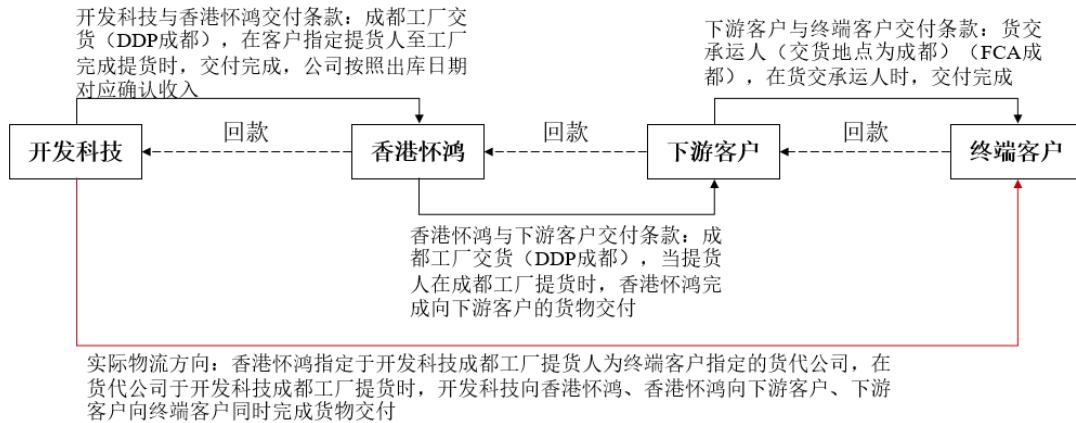 开发科技与香港怀鸿交付条款：成都工厂交
货（DDP成都），在客户指定提货人至工厂
完成提货时，交付完成，公司按照出库日期
对应确认收入
下游客户与终端客户交付条款：货交
承运人（交货地点为成都）（FCA成
都），在货交承运人时，交付完成
开发科技
回款
香港怀鸿
回款
下游客户
回款
终端客户
香港怀鸿与下游客户交付条款：成
都工厂交货（DDP成都），当提货
人在成都工厂提货时，香港怀鸿完
成向下游客户的货物交付
实际物流方向：香港怀鸿指定于开发科技成都工厂提货人为终端客户指定的货代公司，在
货代公司于开发科技成都工厂提货时，开发科技向香港怀鸿、香港怀鸿向下游客户、下游
客户向终端客户同时完成货物交付